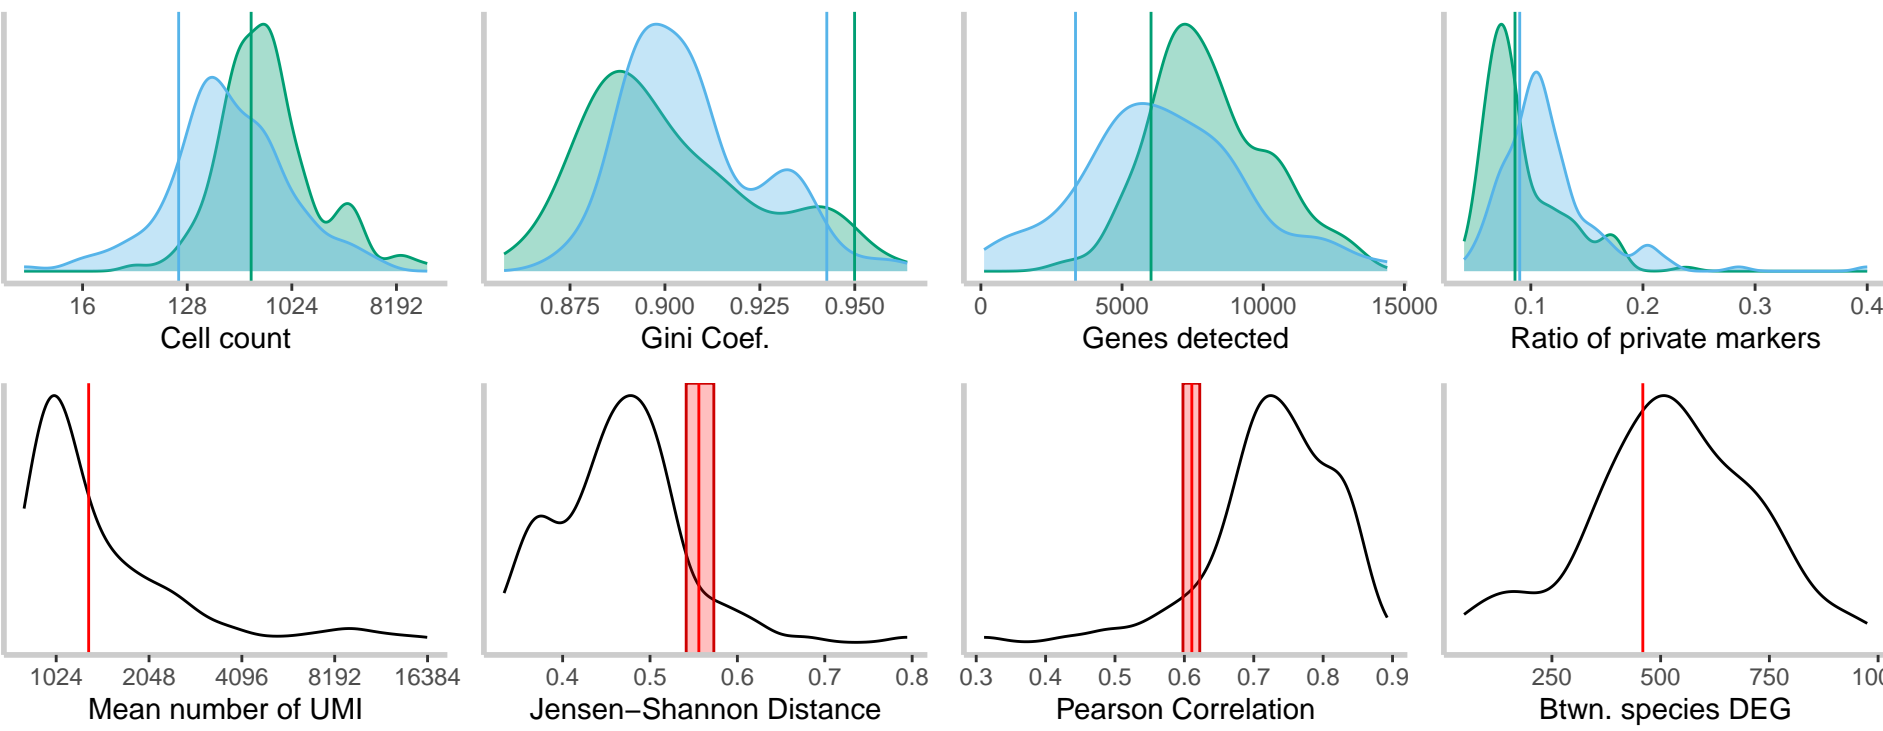 16 128 1024 8192
Cell count
0.875 0.900 0.925 0.950
Gini Coef.
0 5000 10000 14000
Genes detected
0.1 0.2 0.3 0.4
Ratio of private markers
1024 2048 4096 8192 16384
Mean number of UMI
0.4 0.5 0.6 0.7 0.8
Jensen−Shannon Distance
0.3 0.4 0.5 0.6 0.7 0.8 0.9
Pearson Correlation
250 500 750 100
Btwn. species DEG